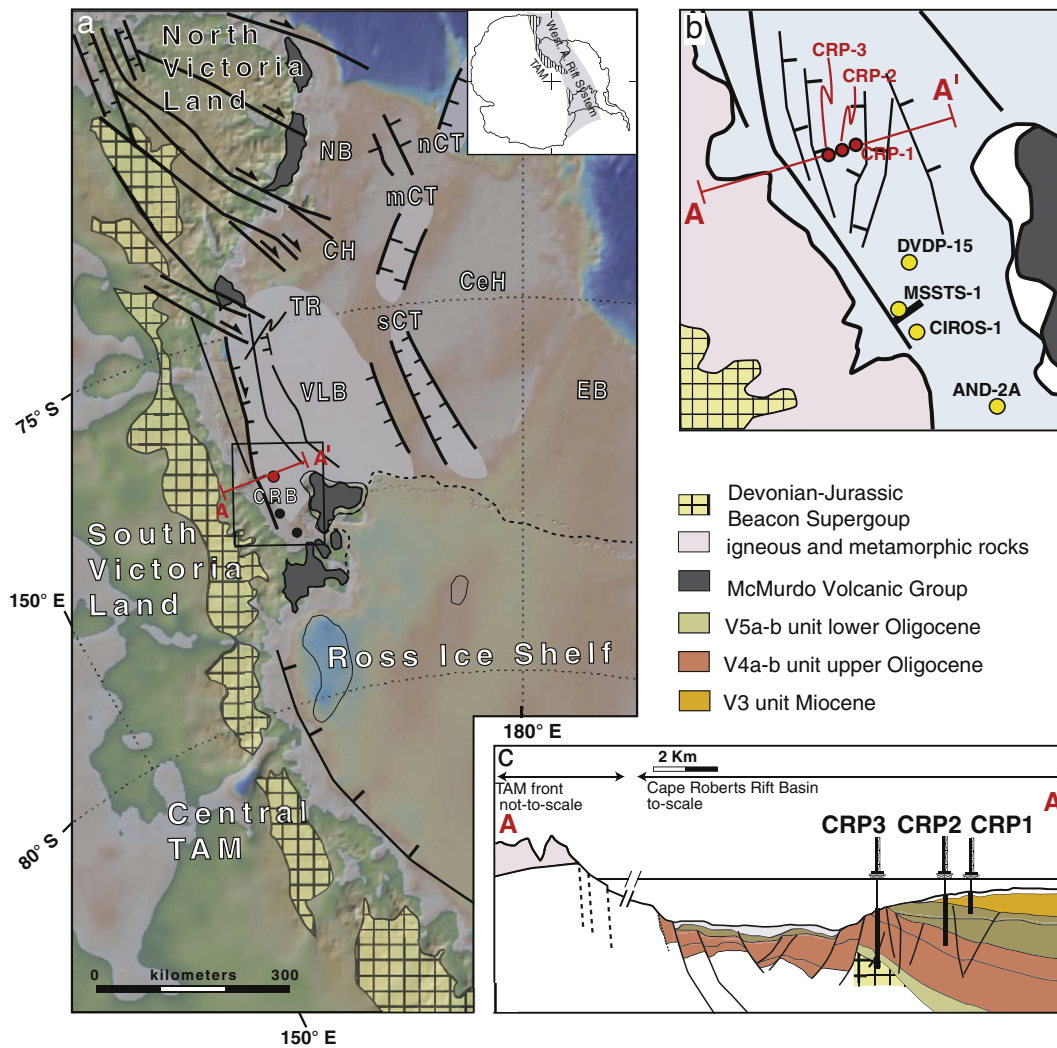 a
North
Victoria
Land
West. A. Rift System
TAM
NB
nCT
mCT
CH
CeH
TR
sCT
VLB
EB
75° S
A'
CRB
A
South
Victoria
Land
150° E
Ross Ice Shelf
180° E
Central
TAM
80° S
0 kilometers 300
150° E
b
CRP-3
CRP-2
A'
CRP-1
A
DVDP-15
MSSTS-1
CIROS-1
AND-2A
Devonian-Jurassic
Beacon Supergoup
igneous and metamorphic rocks
McMurdo Volcanic Group
V5a-b unit lower Oligocene
V4a-b unit upper Oligocene
V3 unit Miocene
c
2 Km
TAM front
not-to-scale
Cape Roberts Rift Basin
to-scale
A
A
CRP3 CRP2 CRP1